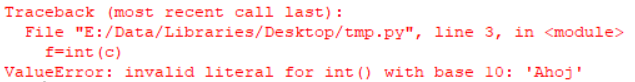 Traceback (most recent call last):
  File "E:/Data/Libraries/Desktop/tmp.py", line 3, in <module>
    f=int(c)
ValueError: invalid literal for int() with base 10: 'Ahoj'